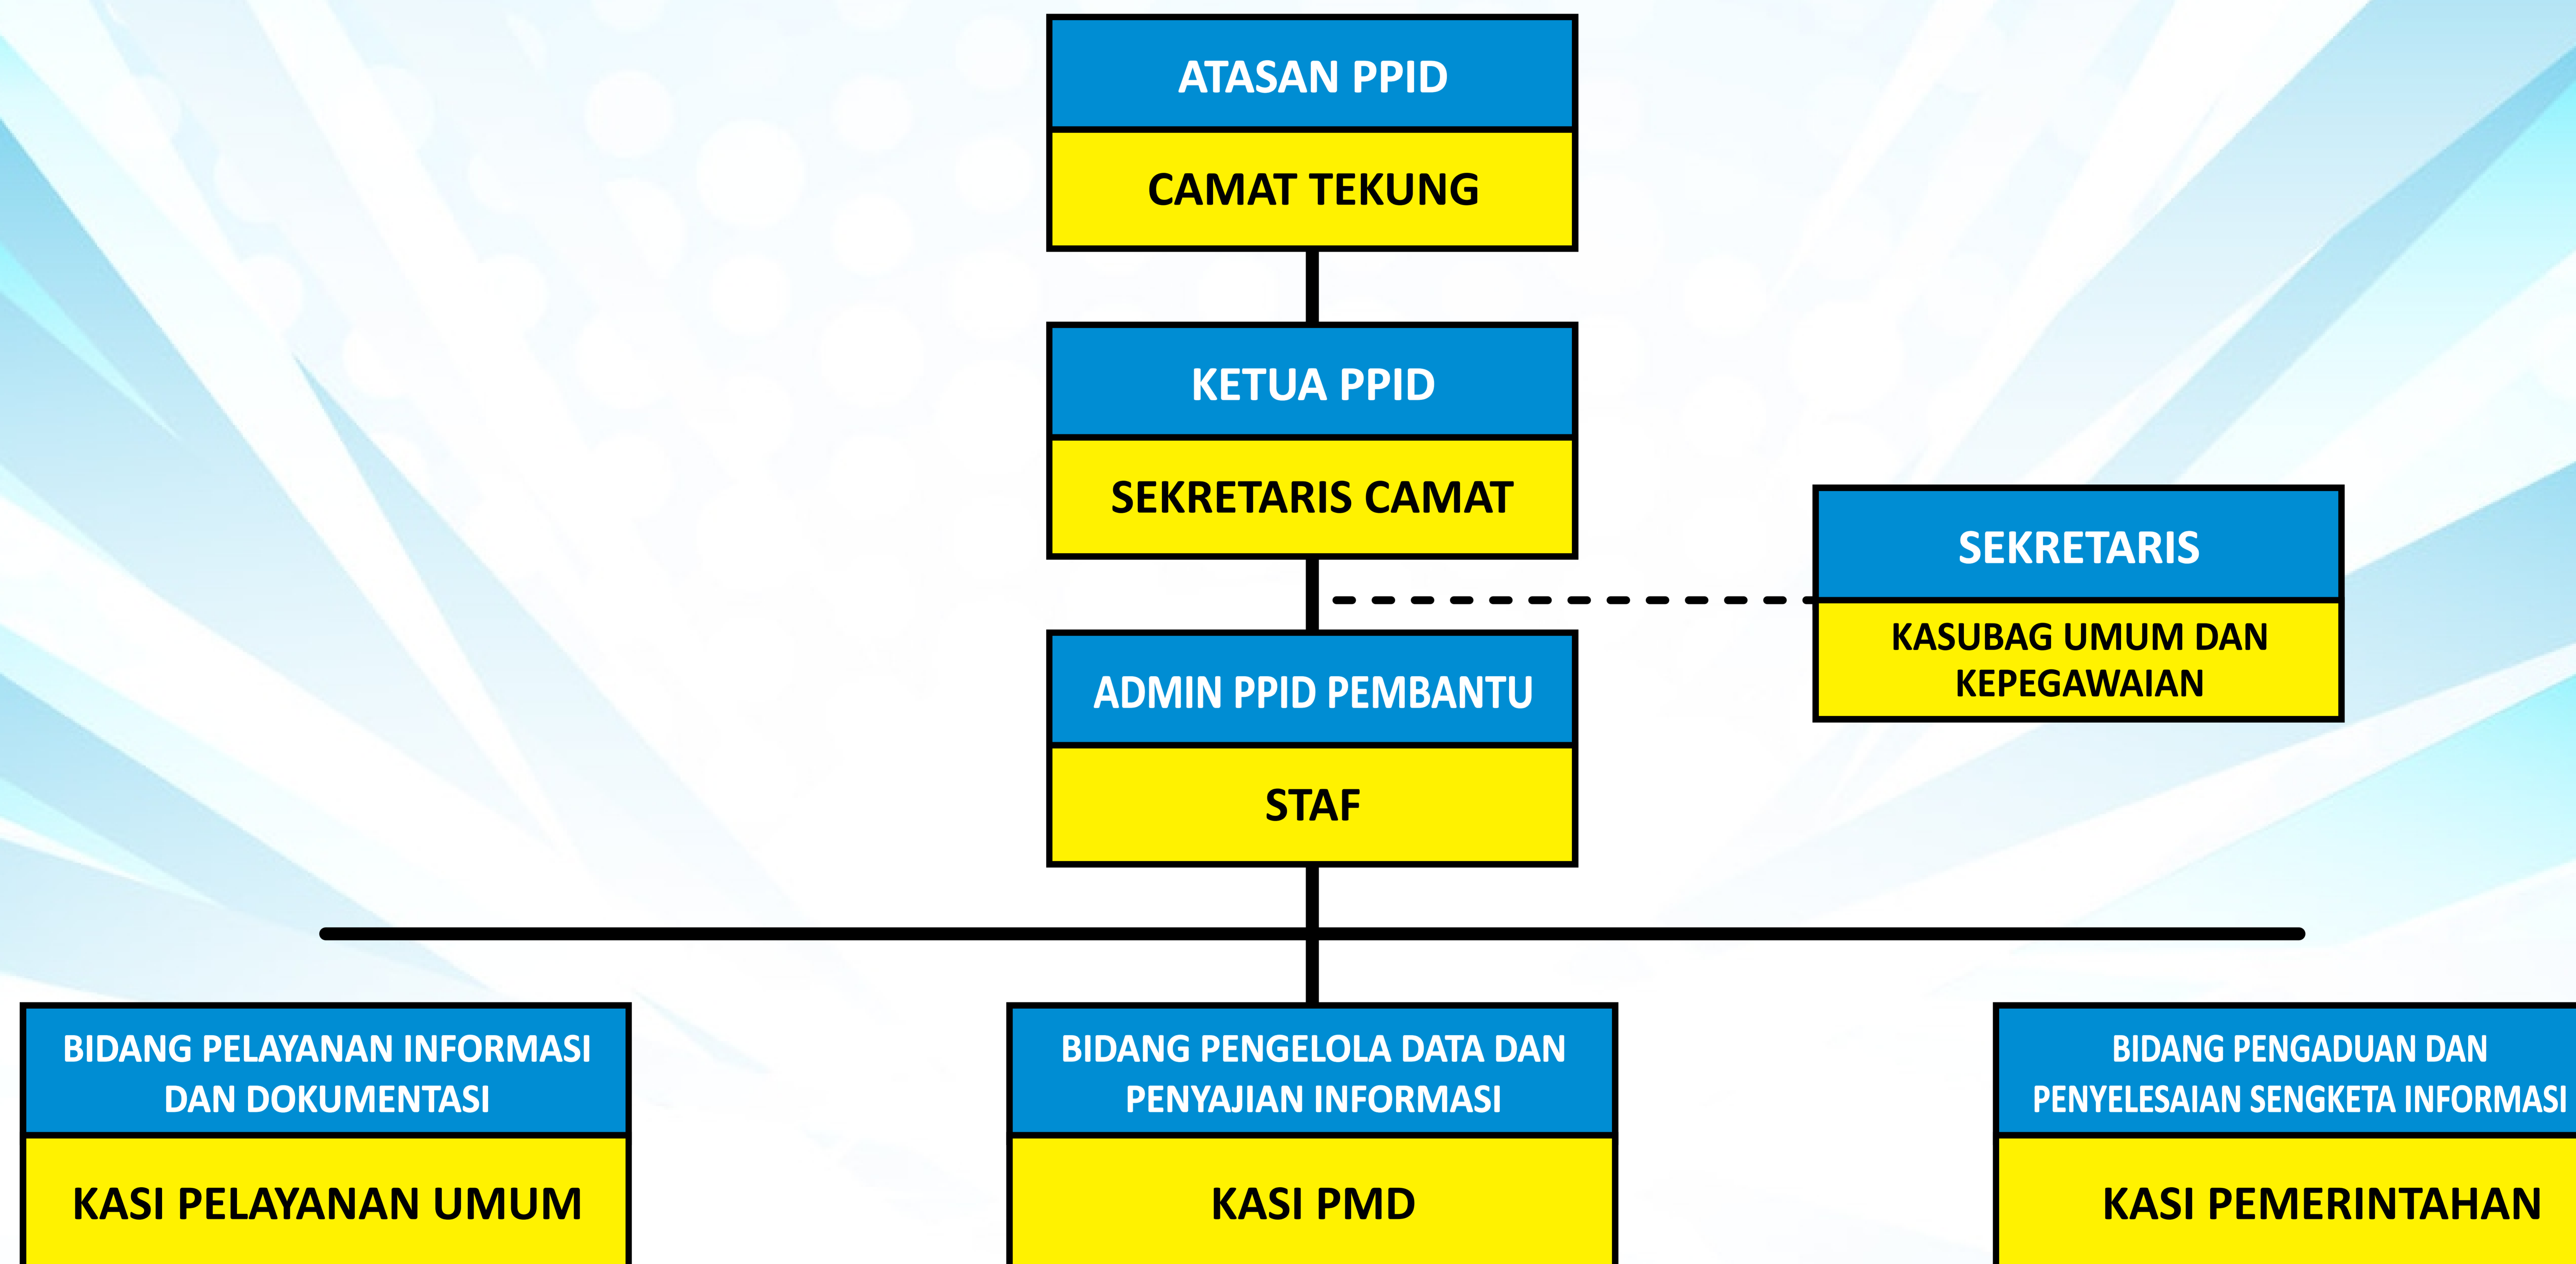 ATASAN PPID
CAMAT TEKUNG
KETUA PPID
SEKRETARIS CAMAT
SEKRETARIS
KASUBAG UMUM DAN
KEPEGAWAIAN
ADMIN PPID PEMBANTU
STAF
BIDANG PELAYANAN INFORMASI
DAN DOKUMENTASI
KASI PELAYANAN UMUM
BIDANG PENGELOLA DATA DAN
PENYAJIAN INFORMASI
KASI PMD
BIDANG PENGADUAN DAN
PENYELESAIAN SENGKETA INFORMASI
KASI PEMERINTAHAN